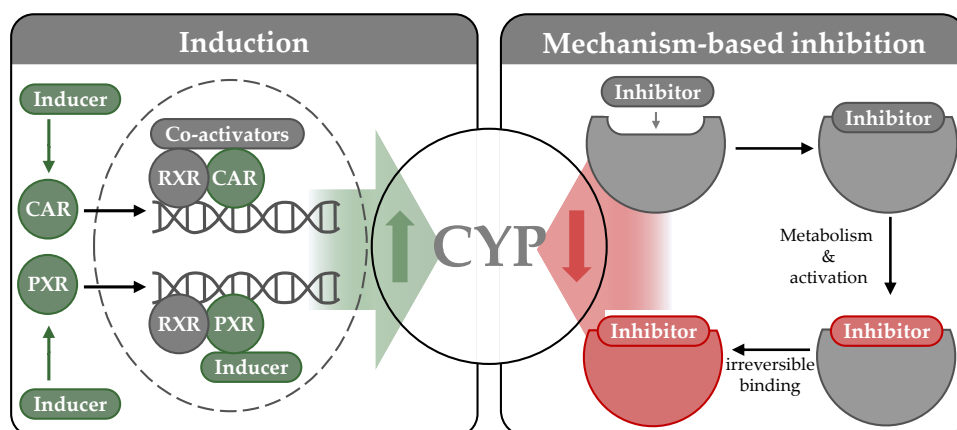 Induction
Inducer
CAR
PXR
Inducer
Co-activators
RXR
CAR
RXR
PXR
Inducer
CYP
Mechanism-based inhibition
Inhibitor
Inhibitor
Metabolism
&
activation
Inhibitor
irreversible
binding
Inhibitor